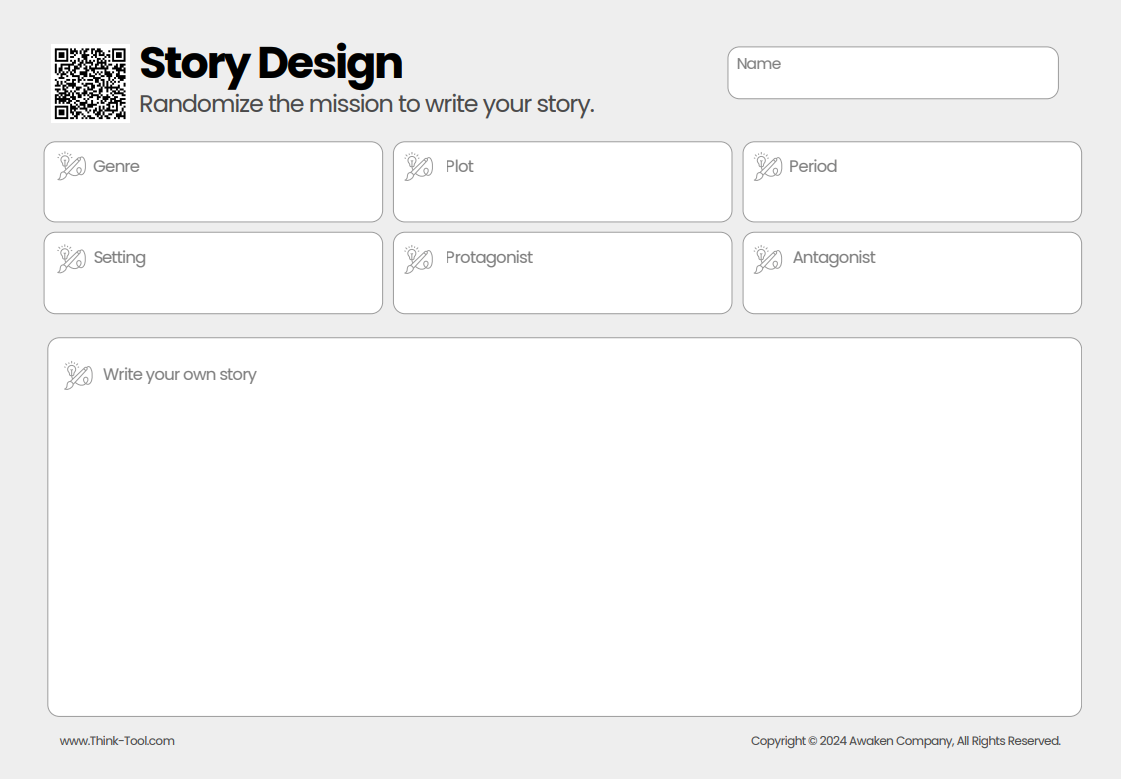 Story Design
Randomize the mission to write your story.
Name
Genre
Plot
Period
Setting
Protagonist
Antagonist
Write your own story
www.Think-Tool.com
Copyright © 2024 Awaken Company, All Rights Reserved.